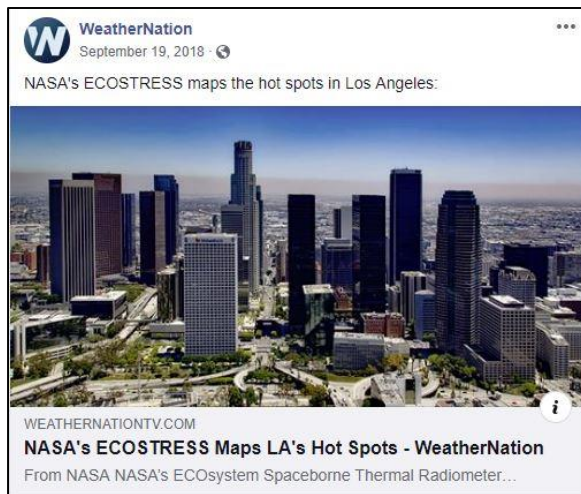 WeatherNation
September 19, 2018 ·
NASA's ECOSTRESS maps the hot spots in Los Angeles:
WEATHERNATIONTV.COM
NASA's ECOSTRESS Maps LA's Hot Spots - WeatherNation
From NASA NASA's ECOsystem Spaceborne Thermal Radiometer…